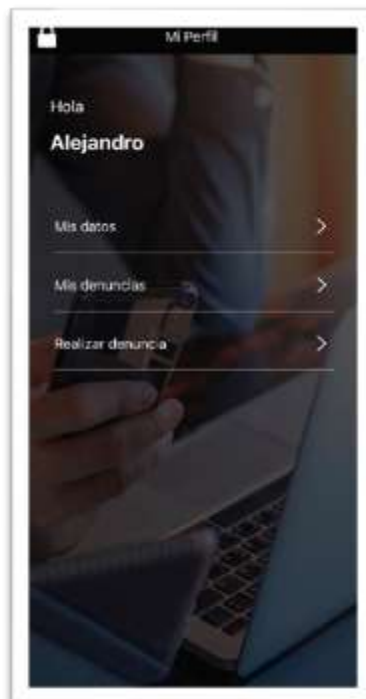 Mi Perfil
Hola
Alejandro
Mis datos
Mis denuncias
Realizar denuncia